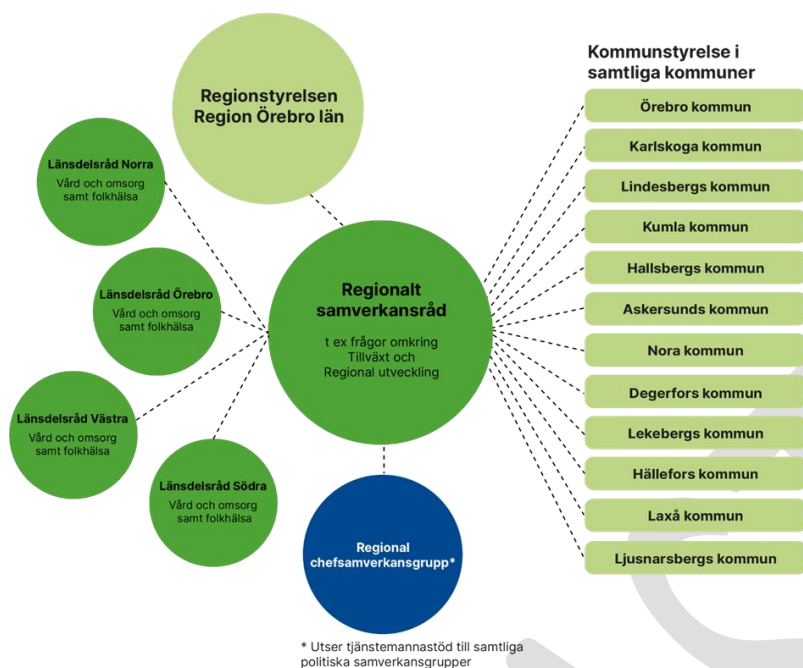 Regionstyrelsen
Region Örebro län
Länsdelsråd Norra
Vård och omsorg
samt folkhälsa
Länsdelsråd Örebro
Vård och omsorg
samt folkhälsa
Länsdelsråd Västra
Vård och omsorg
samt folkhälsa
Länsdelsråd Södra
Vård och omsorg
samt folkhälsa
Regionalt
samverkansråd
t ex frågor omkring
Tillväxt och
Regional utveckling
Regional
chefsamverkansgrupp*
* Utser tjänstemannastöd till samtliga
politiska samverkansgrupper
Kommunstyrelse i
samtliga kommuner
Örebro kommun
Karlskoga kommun
Lindesbergs kommun
Kumla kommun
Hallsbergs kommun
Askersunds kommun
Nora kommun
Degerfors kommun
Lekebergs kommun
Hällefors kommun
Laxå kommun
Ljusnarsbergs kommun